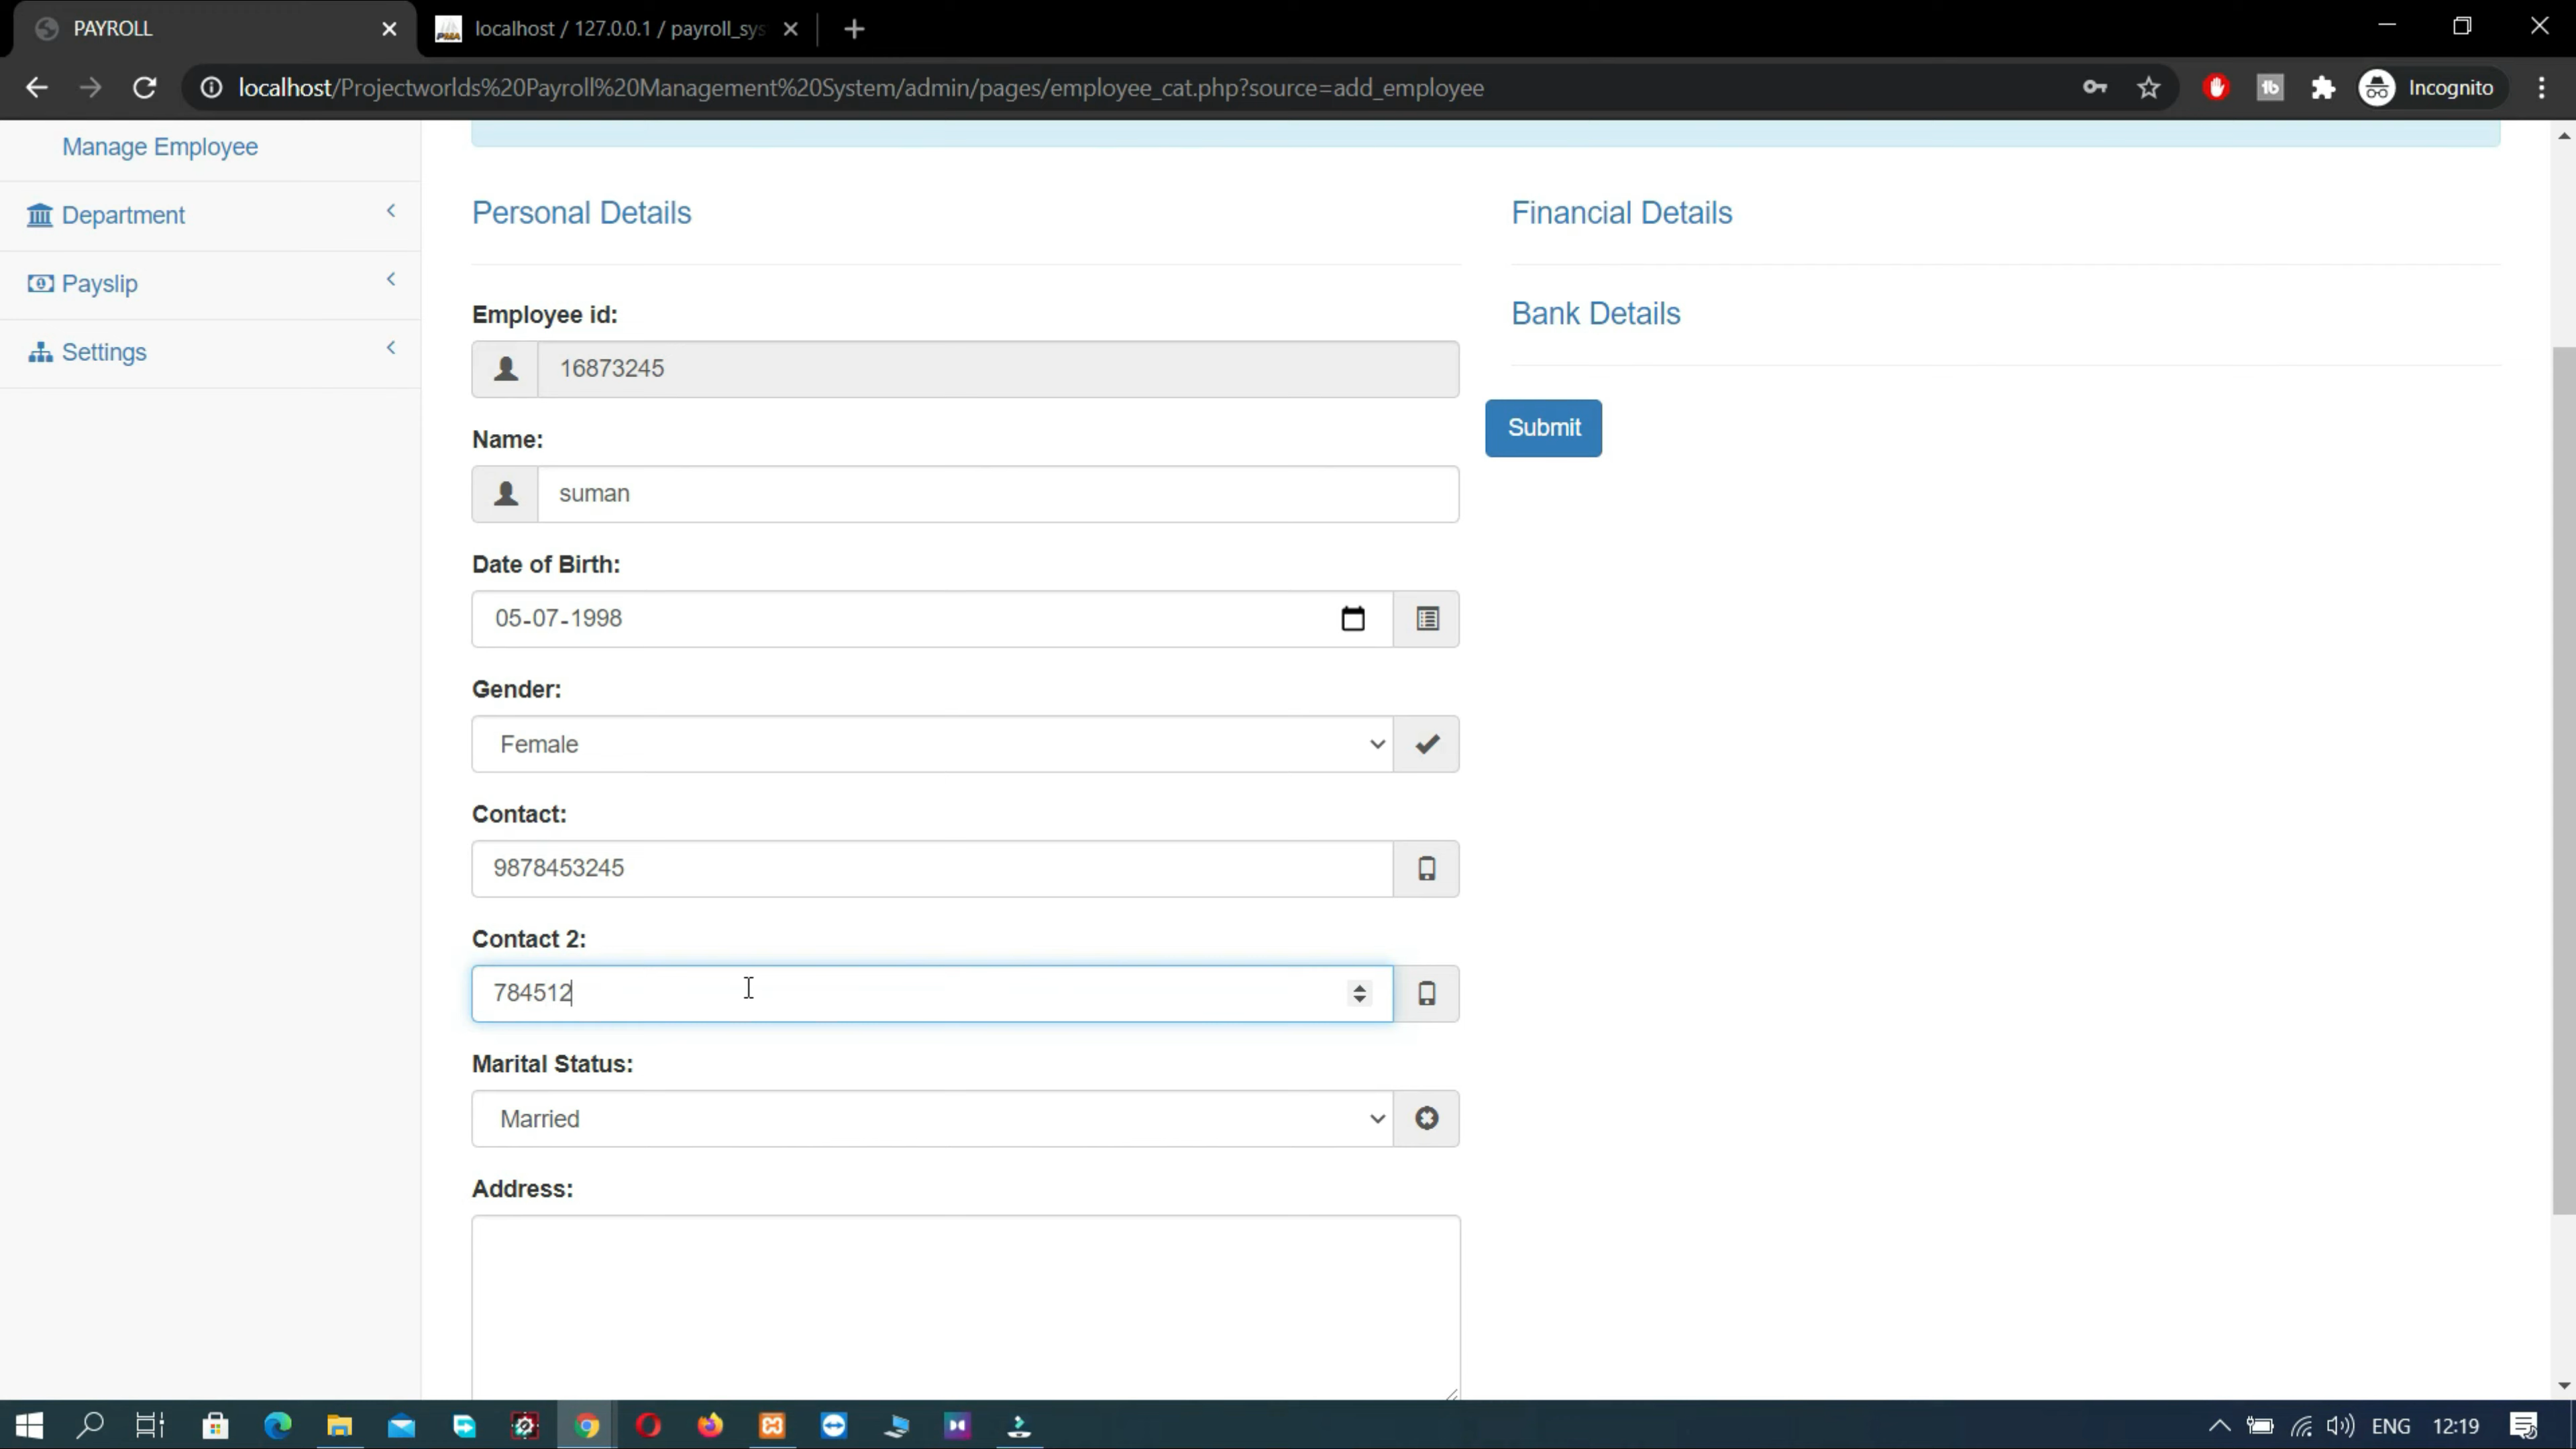 PAYROLL
localhost / 127.0.0.1 / payroll_sys
localhost/Projectworlds%20Payroll%20Management%20System/admin/pages/employee_cat.php?source=add_employee
Incognito
Manage Employee
Department
Payslip
Settings
Personal Details
Employee id:
16873245
Name:
suman
Date of Birth:
05-07-1998
Gender:
Female
Contact:
9878453245
Contact 2:
784512
Marital Status:
Married
Address:
Financial Details
Bank Details
Submit
ENG
12:19